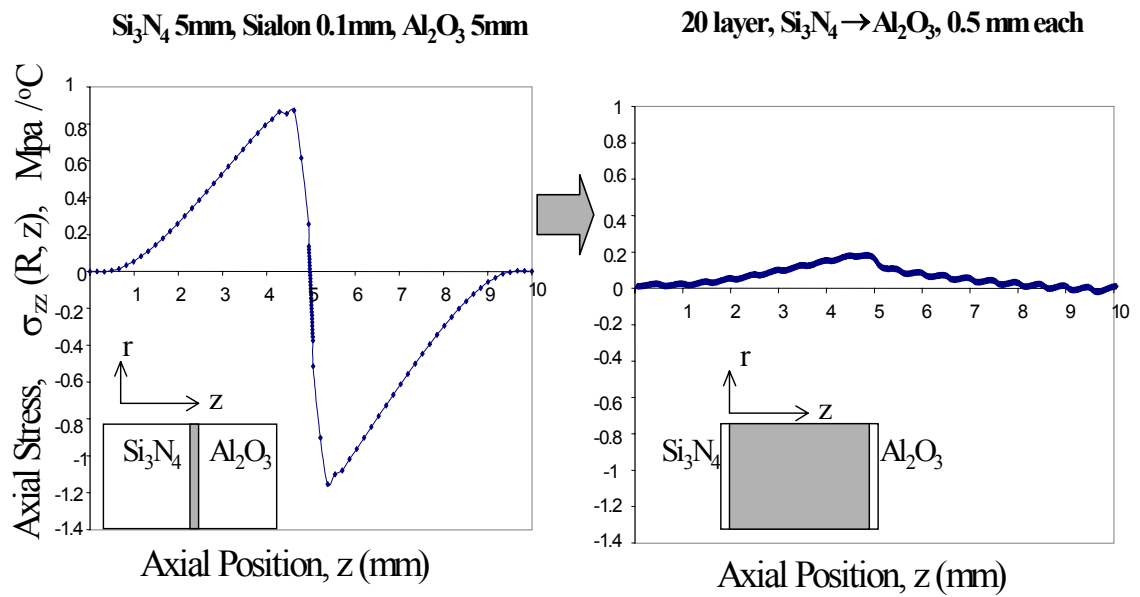 Si₃N₄ 5mm, Sialon 0.1mm, Al₂O₃ 5mm
Axial Stress, σzz (R, z), Mpa /°C
1
0.8
0.6
0.4
0.2
0
-0.2
-0.4
-0.6
-0.8
-1
-1.2
-1.4
1 2 3 4 5 6 7 8 9 10
r
z
Si₃N₄ Al₂O₃
Axial Position, z (mm)
20 layer, Si₃N₄ → Al₂O₃, 0.5 mm each
1
0.8
0.6
0.4
0.2
0
-0.2
-0.4
-0.6
-0.8
-1
-1.2
-1.4
1 2 3 4 5 6 7 8 9 10
r
z
Si₃N₄ Al₂O₃
Axial Position, z (mm)